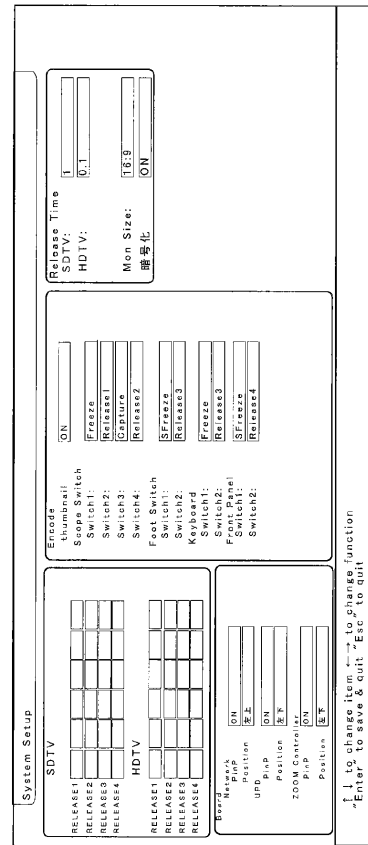 System Setup
SDTV
RELEASE1
RELEASE2
RELEASE3
RELEASE4
HDTV
RELEASE1
RELEASE2
RELEASE3
RELEASE4
Board
Network
PinP ON
Position 左上
UPD
PinP ON
Position 左下
ZOOM Controller
PinP ON
Position 左下
Encode
thumbnail ON
Scope Switch
Switch1: Freeze
Switch2: Release1
Switch3: Capture
Switch4: Release2
Foot Switch
Switch1: SFreeze
Switch2: Release3
Keyboard
Switch1: Freeze
Switch2: Release3
Front Panel
Switch1: SFreeze
Switch2: Release4
Release Time
SDTV: 1
HDTV: 0.1
Mon Size: 16:9
暗号化 ON
↑ ↓ to change item ← → to change function
"Enter" to save & quit "Esc" to quit